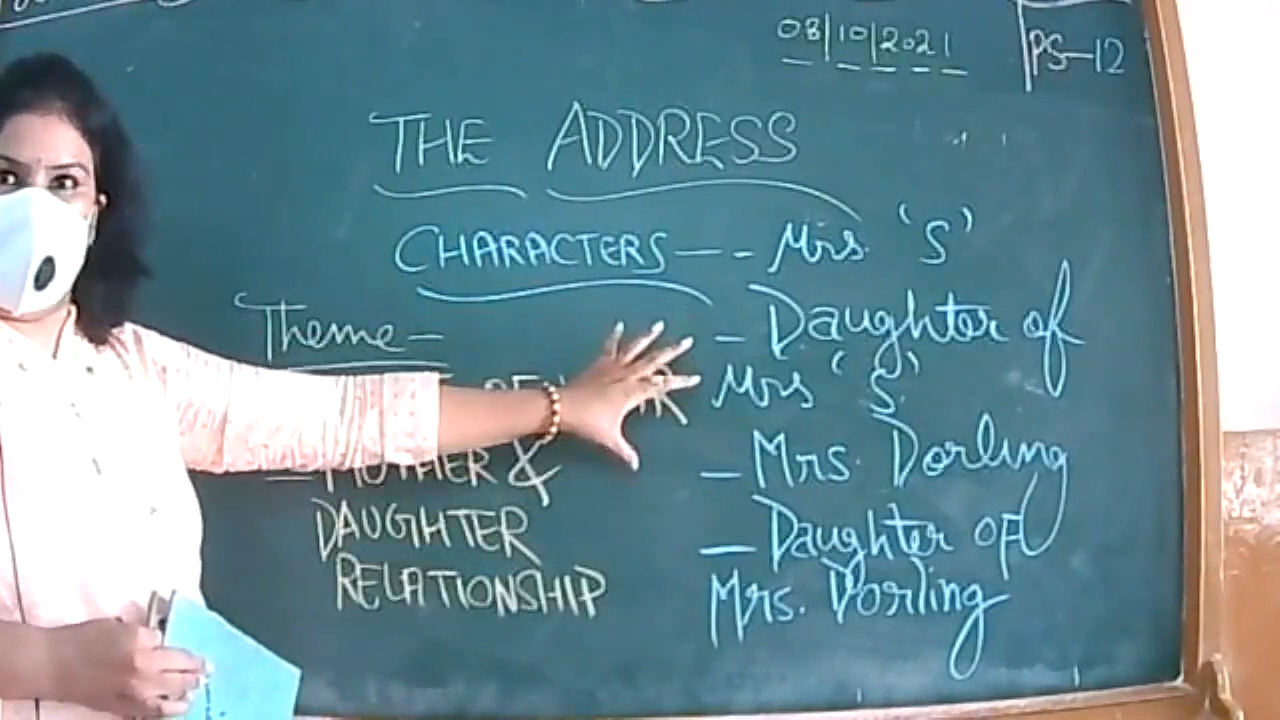 08/10/2021
PS-12
THE ADDRESS
CHARACTERS - - Mrs. 'S'
Theme -
- Daughter of
Mrs 'S'
- Mrs. Dorling
- MOTHER &
DAUGHTER
RELATIONSHIP
- Daughter of
Mrs. Dorling